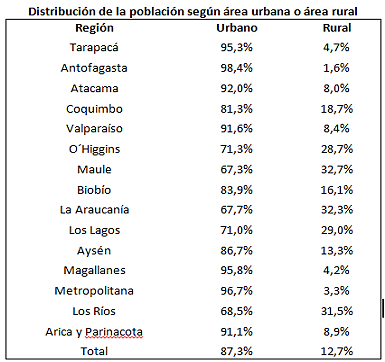 Distribución de la población según área urbana o área rural
Región Urbano Rural
Tarapacá 95,3% 4,7%
Antofagasta 98,4% 1,6%
Atacama 92,0% 8,0%
Coquimbo 81,3% 18,7%
Valparaíso 91,6% 8,4%
O´Higgins 71,3% 28,7%
Maule 67,3% 32,7%
Biobío 83,9% 16,1%
La Araucanía 67,7% 32,3%
Los Lagos 71,0% 29,0%
Aysén 86,7% 13,3%
Magallanes 95,8% 4,2%
Metropolitana 96,7% 3,3%
Los Ríos 68,5% 31,5%
Arica y Parinacota 91,1% 8,9%
Total 87,3% 12,7%